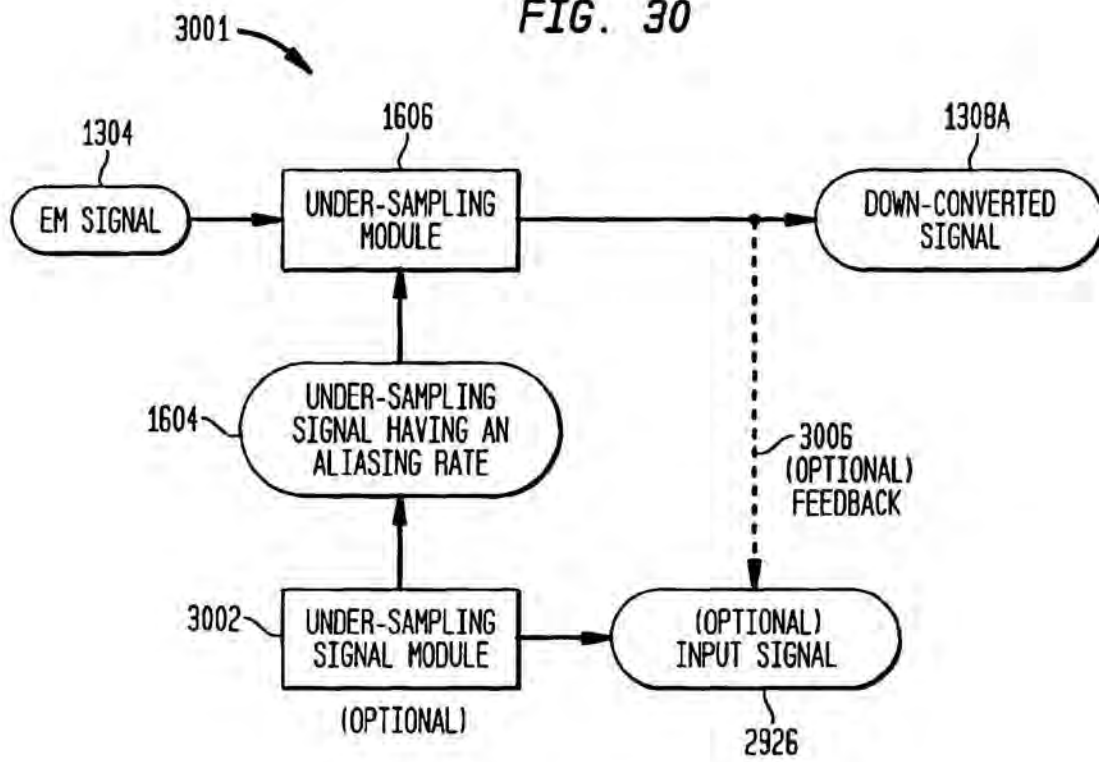 FIG. 30
3001
1304
1606
1308A
EM SIGNAL
UNDER-SAMPLING
MODULE
DOWN-CONVERTED
SIGNAL
1604
UNDER-SAMPLING
SIGNAL HAVING AN
ALIASING RATE
3006
(OPTIONAL)
FEEDBACK
3002
UNDER-SAMPLING
SIGNAL MODULE
(OPTIONAL)
(OPTIONAL)
INPUT SIGNAL
2926